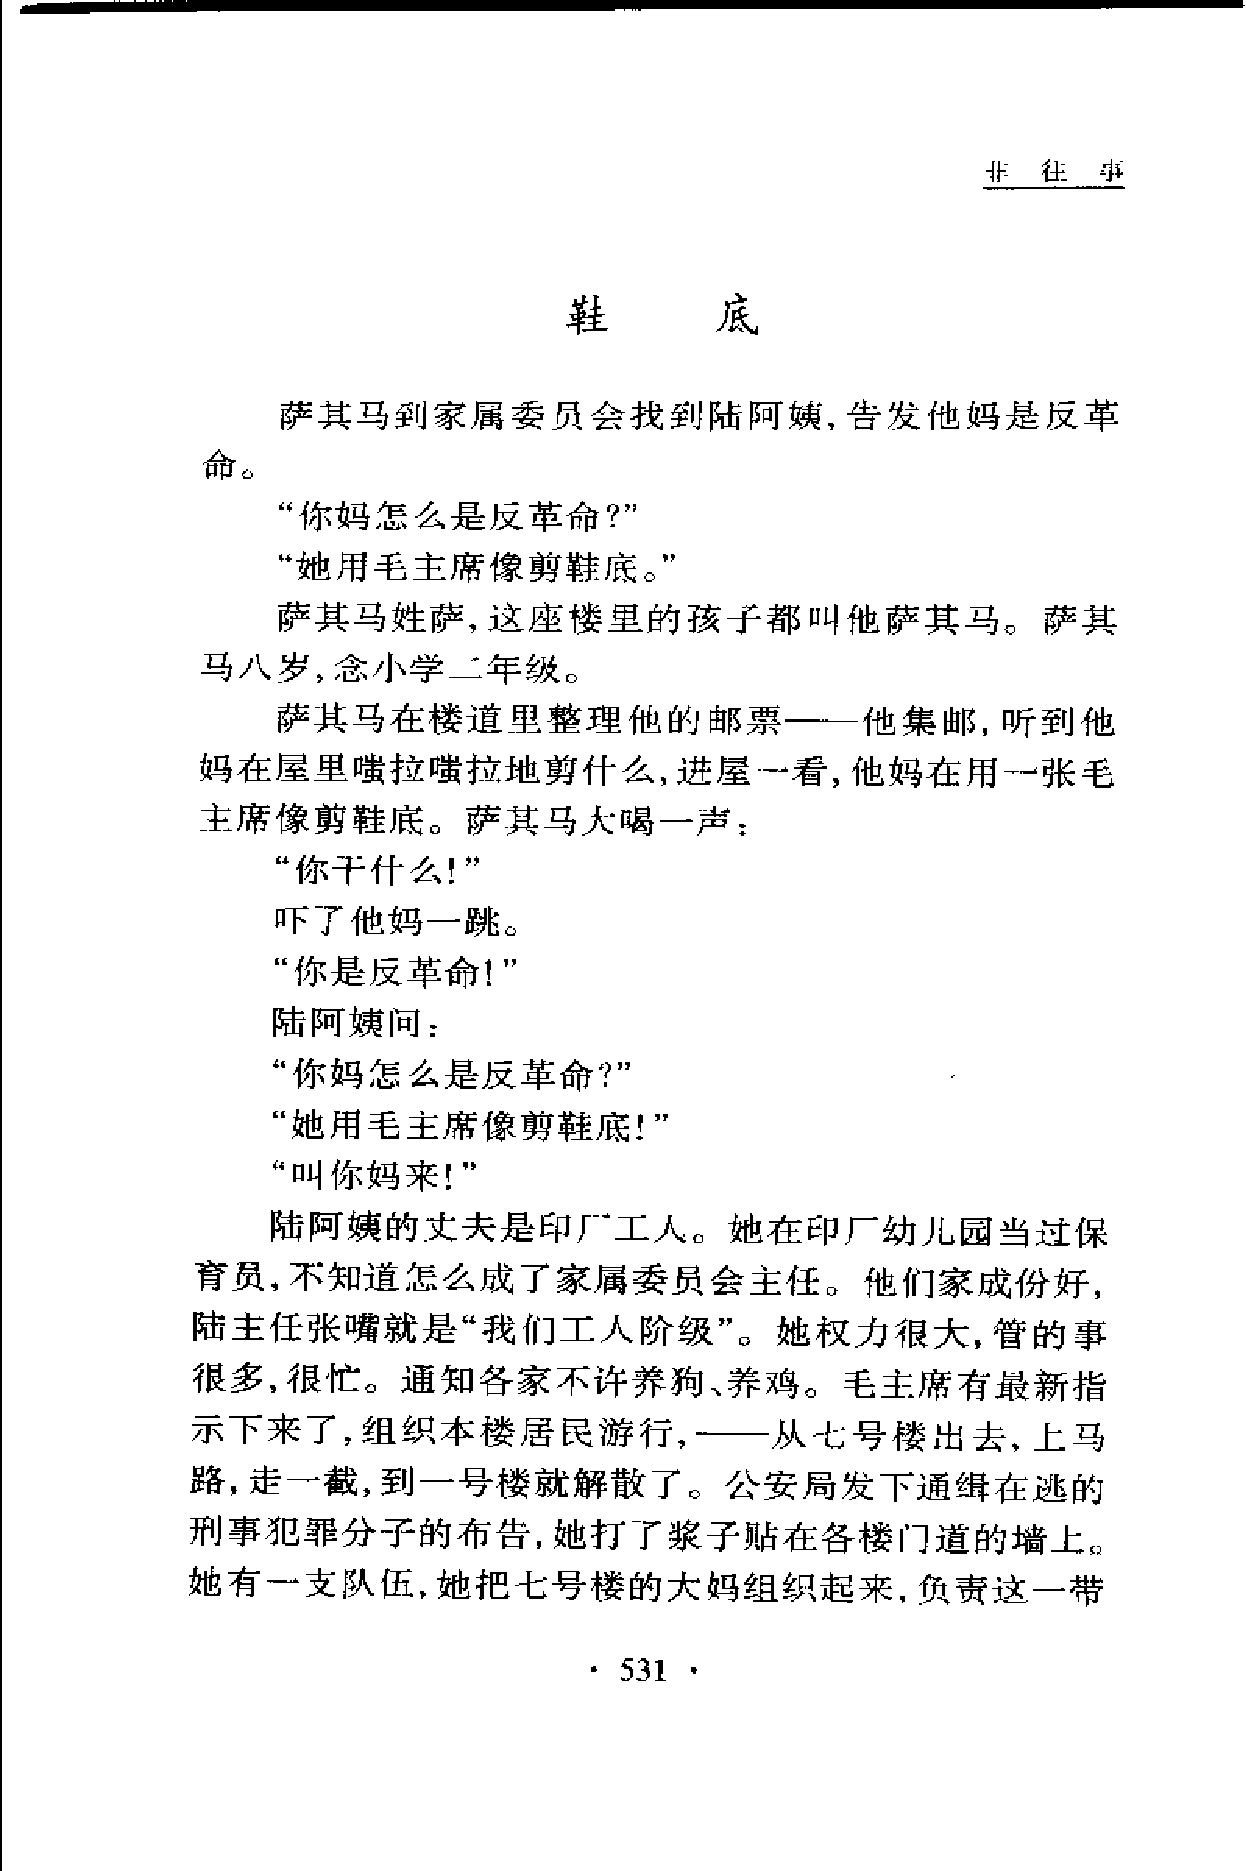 非 往 事
鞋 底
萨其马到家属委员会找到陆阿姨,告发他妈是反革
命。
“你妈怎么是反革命?”
“她用毛主席像剪鞋底。”
萨其马姓萨,这座楼里的孩子都叫他萨其马。萨其
马八岁,念小学二年级。
萨其马在楼道里整理他的邮票——他集邮,听到他
妈在屋里嗤拉嗤拉地剪什么,进屋一看,他妈在用一张毛
主席像剪鞋底。萨其马大喝一声:
“你干什么!”
吓了他妈一跳。
“你是反革命!”
陆阿姨问:
“你妈怎么是反革命?”
“她用毛主席像剪鞋底!”
“叫你妈来!”
陆阿姨的丈夫是印厂工人。她在印厂幼儿园当过保
育员,不知道怎么成了家属委员会主任。他们家成份好,
陆主任张嘴就是“我们工人阶级”。她权力很大,管的事
很多,很忙。通知各家不许养狗、养鸡。毛主席有最新指
示下来了,组织本楼居民游行,——从七号楼出去、上马
路,走一截,到一号楼就解散了。公安局发下通缉在逃的
刑事犯罪分子的布告,她打了浆子贴在各楼门道的墙上。
她有一支队伍,她把七号楼的大妈组织起来,负责这一带
· 531 ·